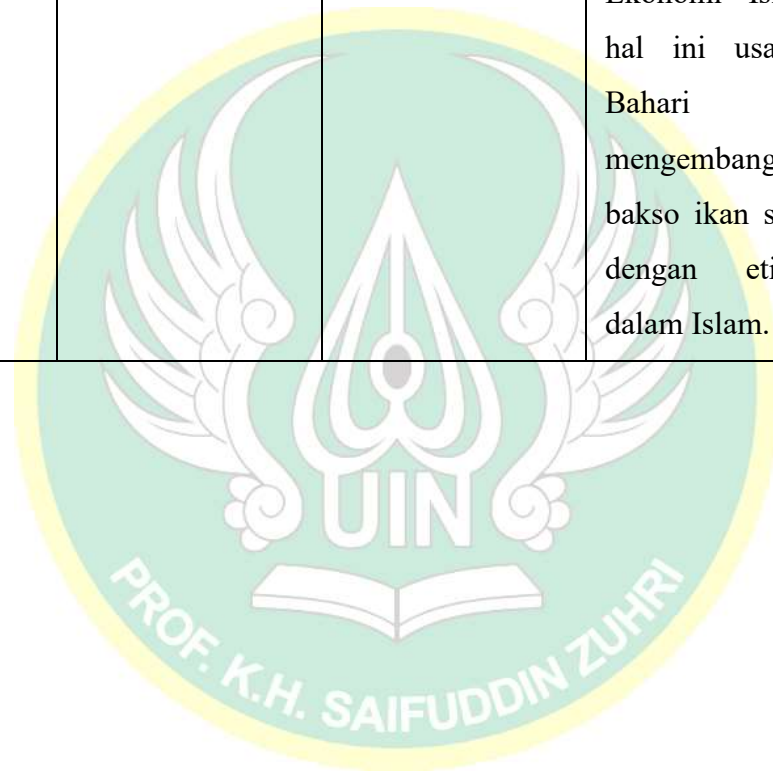 Ekonomi
hal ini
Bahari
bakso ikan
dengan
dalam Islam.
UIN
PROF. K.H. SAIFUDDIN ZUHRI